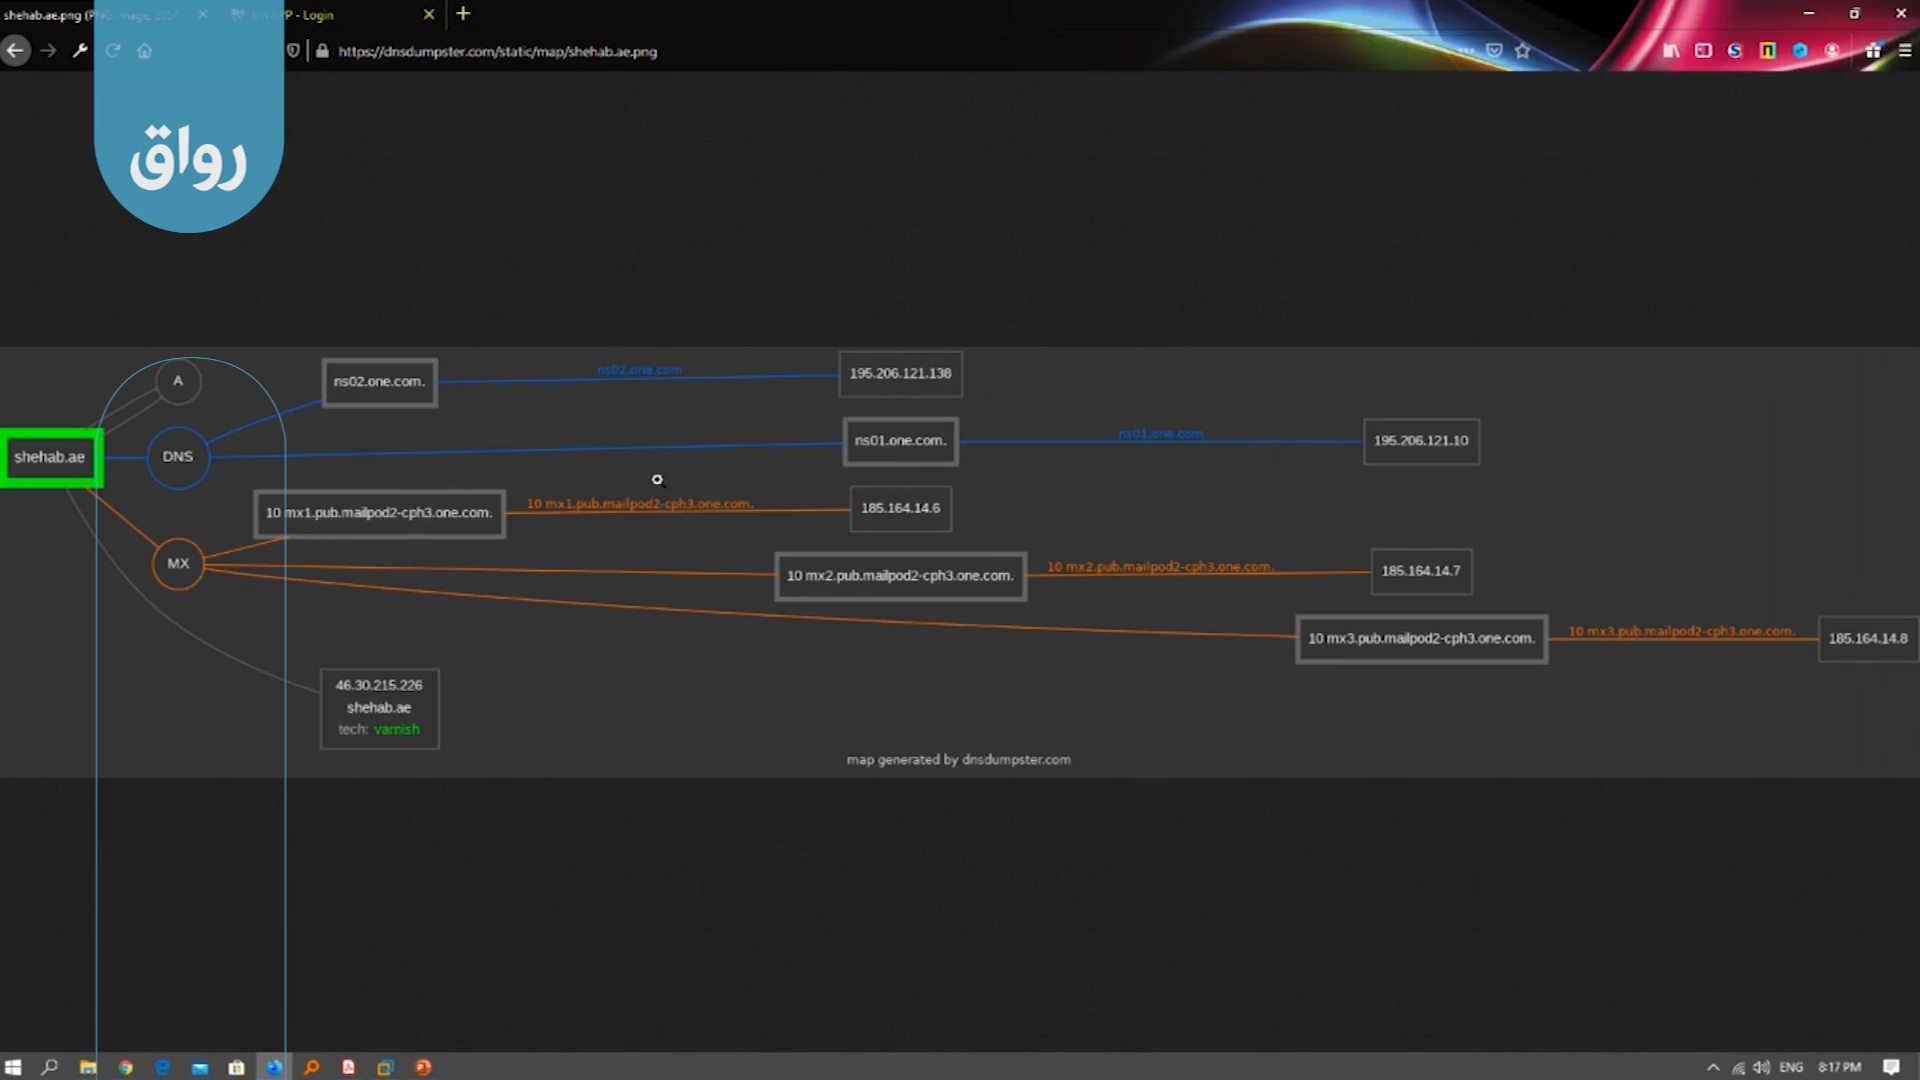 shehab.ae.png (PNG Image, 2054
bWAPP - Login
https://dnsdumpster.com/static/map/shehab.ae.png
رواق
A
ns02.one.com.
ns02.one.com
195.206.121.138
shehab.ae
DNS
ns01.one.com.
ns01.one.com
195.206.121.10
10 mx1.pub.mailpod2-cph3.one.com.
10 mx1.pub.mailpod2-cph3.one.com.
185.164.14.6
MX
10 mx2.pub.mailpod2-cph3.one.com.
10 mx2.pub.mailpod2-cph3.one.com.
185.164.14.7
10 mx3.pub.mailpod2-cph3.one.com.
10 mx3.pub.mailpod2-cph3.one.com.
185.164.14.8
46.30.215.226
shehab.ae
tech: varnish
map generated by dnsdumpster.com
ENG
8:17 PM